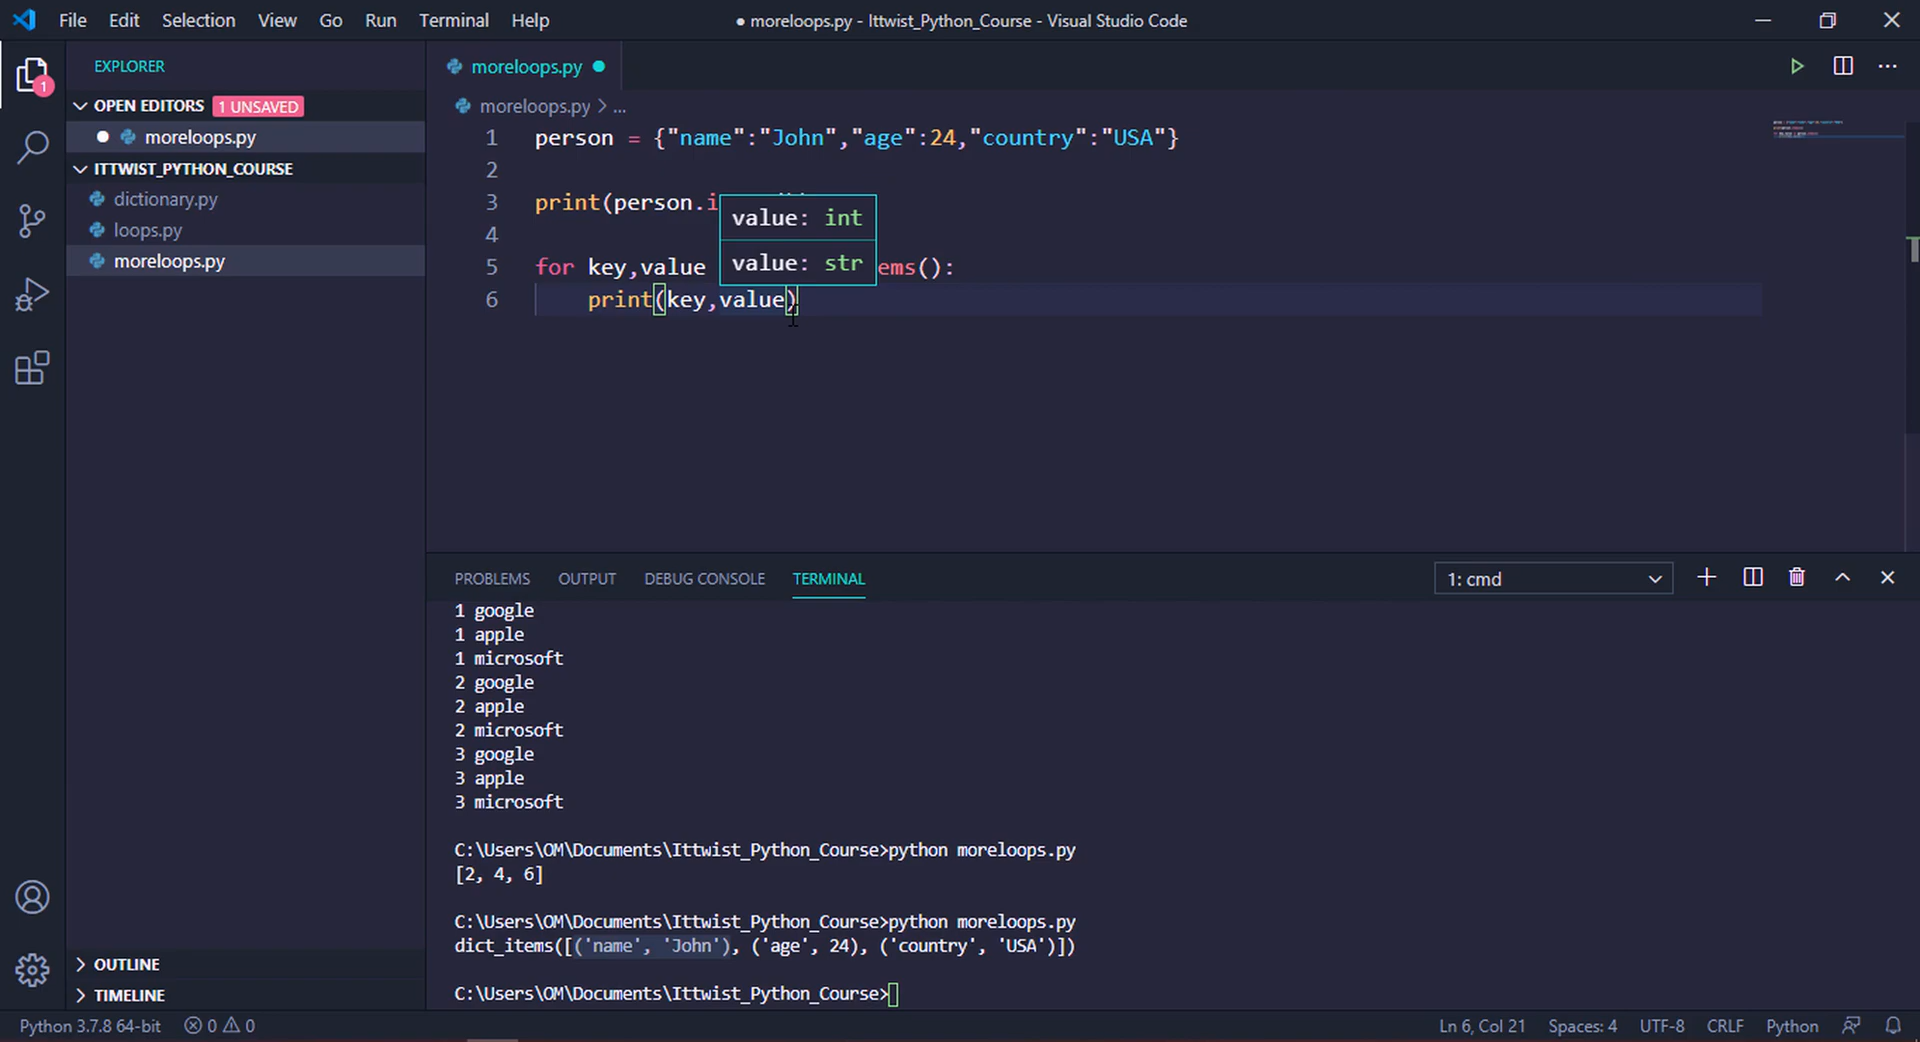 File Edit Selection View Go Run Terminal Help
● moreloops.py - Ittwist_Python_Course - Visual Studio Code
EXPLORER
1
OPEN EDITORS 1 UNSAVED
moreloops.py
ITTWIST_PYTHON_COURSE
dictionary.py
loops.py
moreloops.py
OUTLINE
TIMELINE
moreloops.py
moreloops.py > ...
1 person = {"name":"John","age":24,"country":"USA"}
2
3 print(person.i
4
5 for key,value ems():
6 print(key,value)
value: int
value: str
PROBLEMS OUTPUT DEBUG CONSOLE TERMINAL
1: cmd
1 google
1 apple
1 microsoft
2 google
2 apple
2 microsoft
3 google
3 apple
3 microsoft
C:\Users\OM\Documents\Ittwist_Python_Course>python moreloops.py
[2, 4, 6]
C:\Users\OM\Documents\Ittwist_Python_Course>python moreloops.py
dict_items([('name', 'John'), ('age', 24), ('country', 'USA')])
C:\Users\OM\Documents\Ittwist_Python_Course>
Python 3.7.8 64-bit 0 0
Ln 6, Col 21 Spaces: 4 UTF-8 CRLF Python